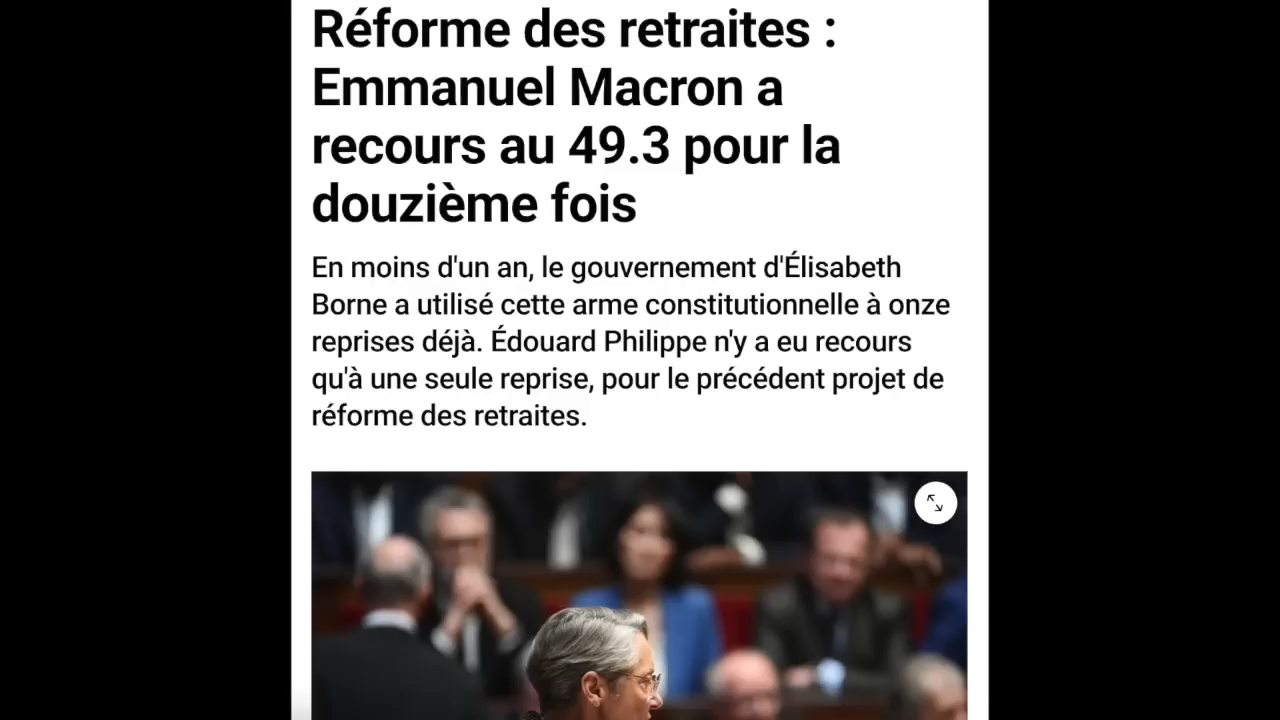 Réforme des retraites :
Emmanuel Macron a
recours au 49.3 pour la
douzième fois
En moins d'un an, le gouvernement d'Élisabeth
Borne a utilisé cette arme constitutionnelle à onze
reprises déjà. Édouard Philippe n'y a eu recours
qu'à une seule reprise, pour le précédent projet de
réforme des retraites.